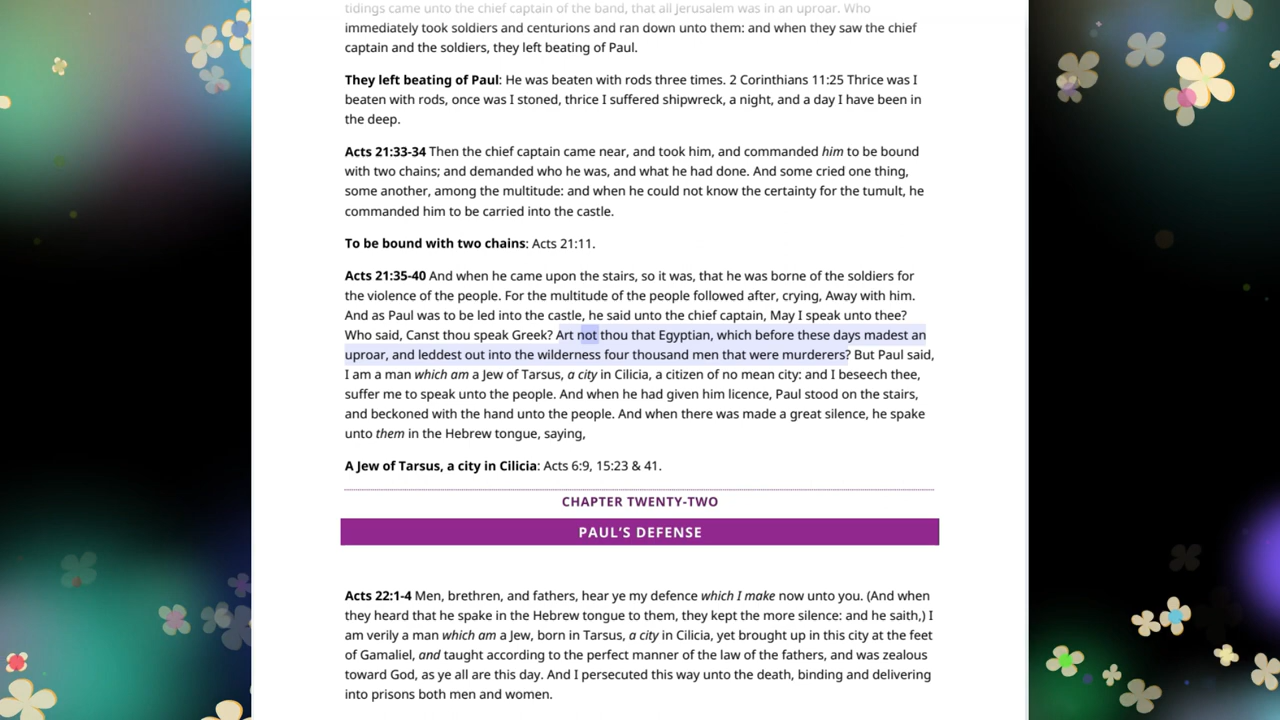 tidings came unto the chief captain of the band, that all Jerusalem was in an uproar. Who
immediately took soldiers and centurions and ran down unto them: and when they saw the chief
captain and the soldiers, they left beating of Paul.
They left beating of Paul: He was beaten with rods three times. 2 Corinthians 11:25 Thrice was I
beaten with rods, once was I stoned, thrice I suffered shipwreck, a night, and a day I have been in
the deep.
Acts 21:33-34 Then the chief captain came near, and took him, and commanded him to be bound
with two chains; and demanded who he was, and what he had done. And some cried one thing,
some another, among the multitude: and when he could not know the certainty for the tumult, he
commanded him to be carried into the castle.
To be bound with two chains: Acts 21:11.
Acts 21:35-40 And when he came upon the stairs, so it was, that he was borne of the soldiers for
the violence of the people. For the multitude of the people followed after, crying, Away with him.
And as Paul was to be led into the castle, he said unto the chief captain, May I speak unto thee?
Who said, Canst thou speak Greek? Art not thou that Egyptian, which before these days madest an
uproar, and leddest out into the wilderness four thousand men that were murderers? But Paul said,
I am a man which am a Jew of Tarsus, a city in Cilicia, a citizen of no mean city: and I beseech thee,
suffer me to speak unto the people. And when he had given him licence, Paul stood on the stairs,
and beckoned with the hand unto the people. And when there was made a great silence, he spake
unto them in the Hebrew tongue, saying,
A Jew of Tarsus, a city in Cilicia: Acts 6:9, 15:23 & 41.
CHAPTER TWENTY-TWO
PAUL'S DEFENSE
Acts 22:1-4 Men, brethren, and fathers, hear ye my defence which I make now unto you. (And when
they heard that he spake in the Hebrew tongue to them, they kept the more silence: and he saith,) I
am verily a man which am a Jew, born in Tarsus, a city in Cilicia, yet brought up in this city at the feet
of Gamaliel, and taught according to the perfect manner of the law of the fathers, and was zealous
toward God, as ye all are this day. And I persecuted this way unto the death, binding and delivering
into prisons both men and women.